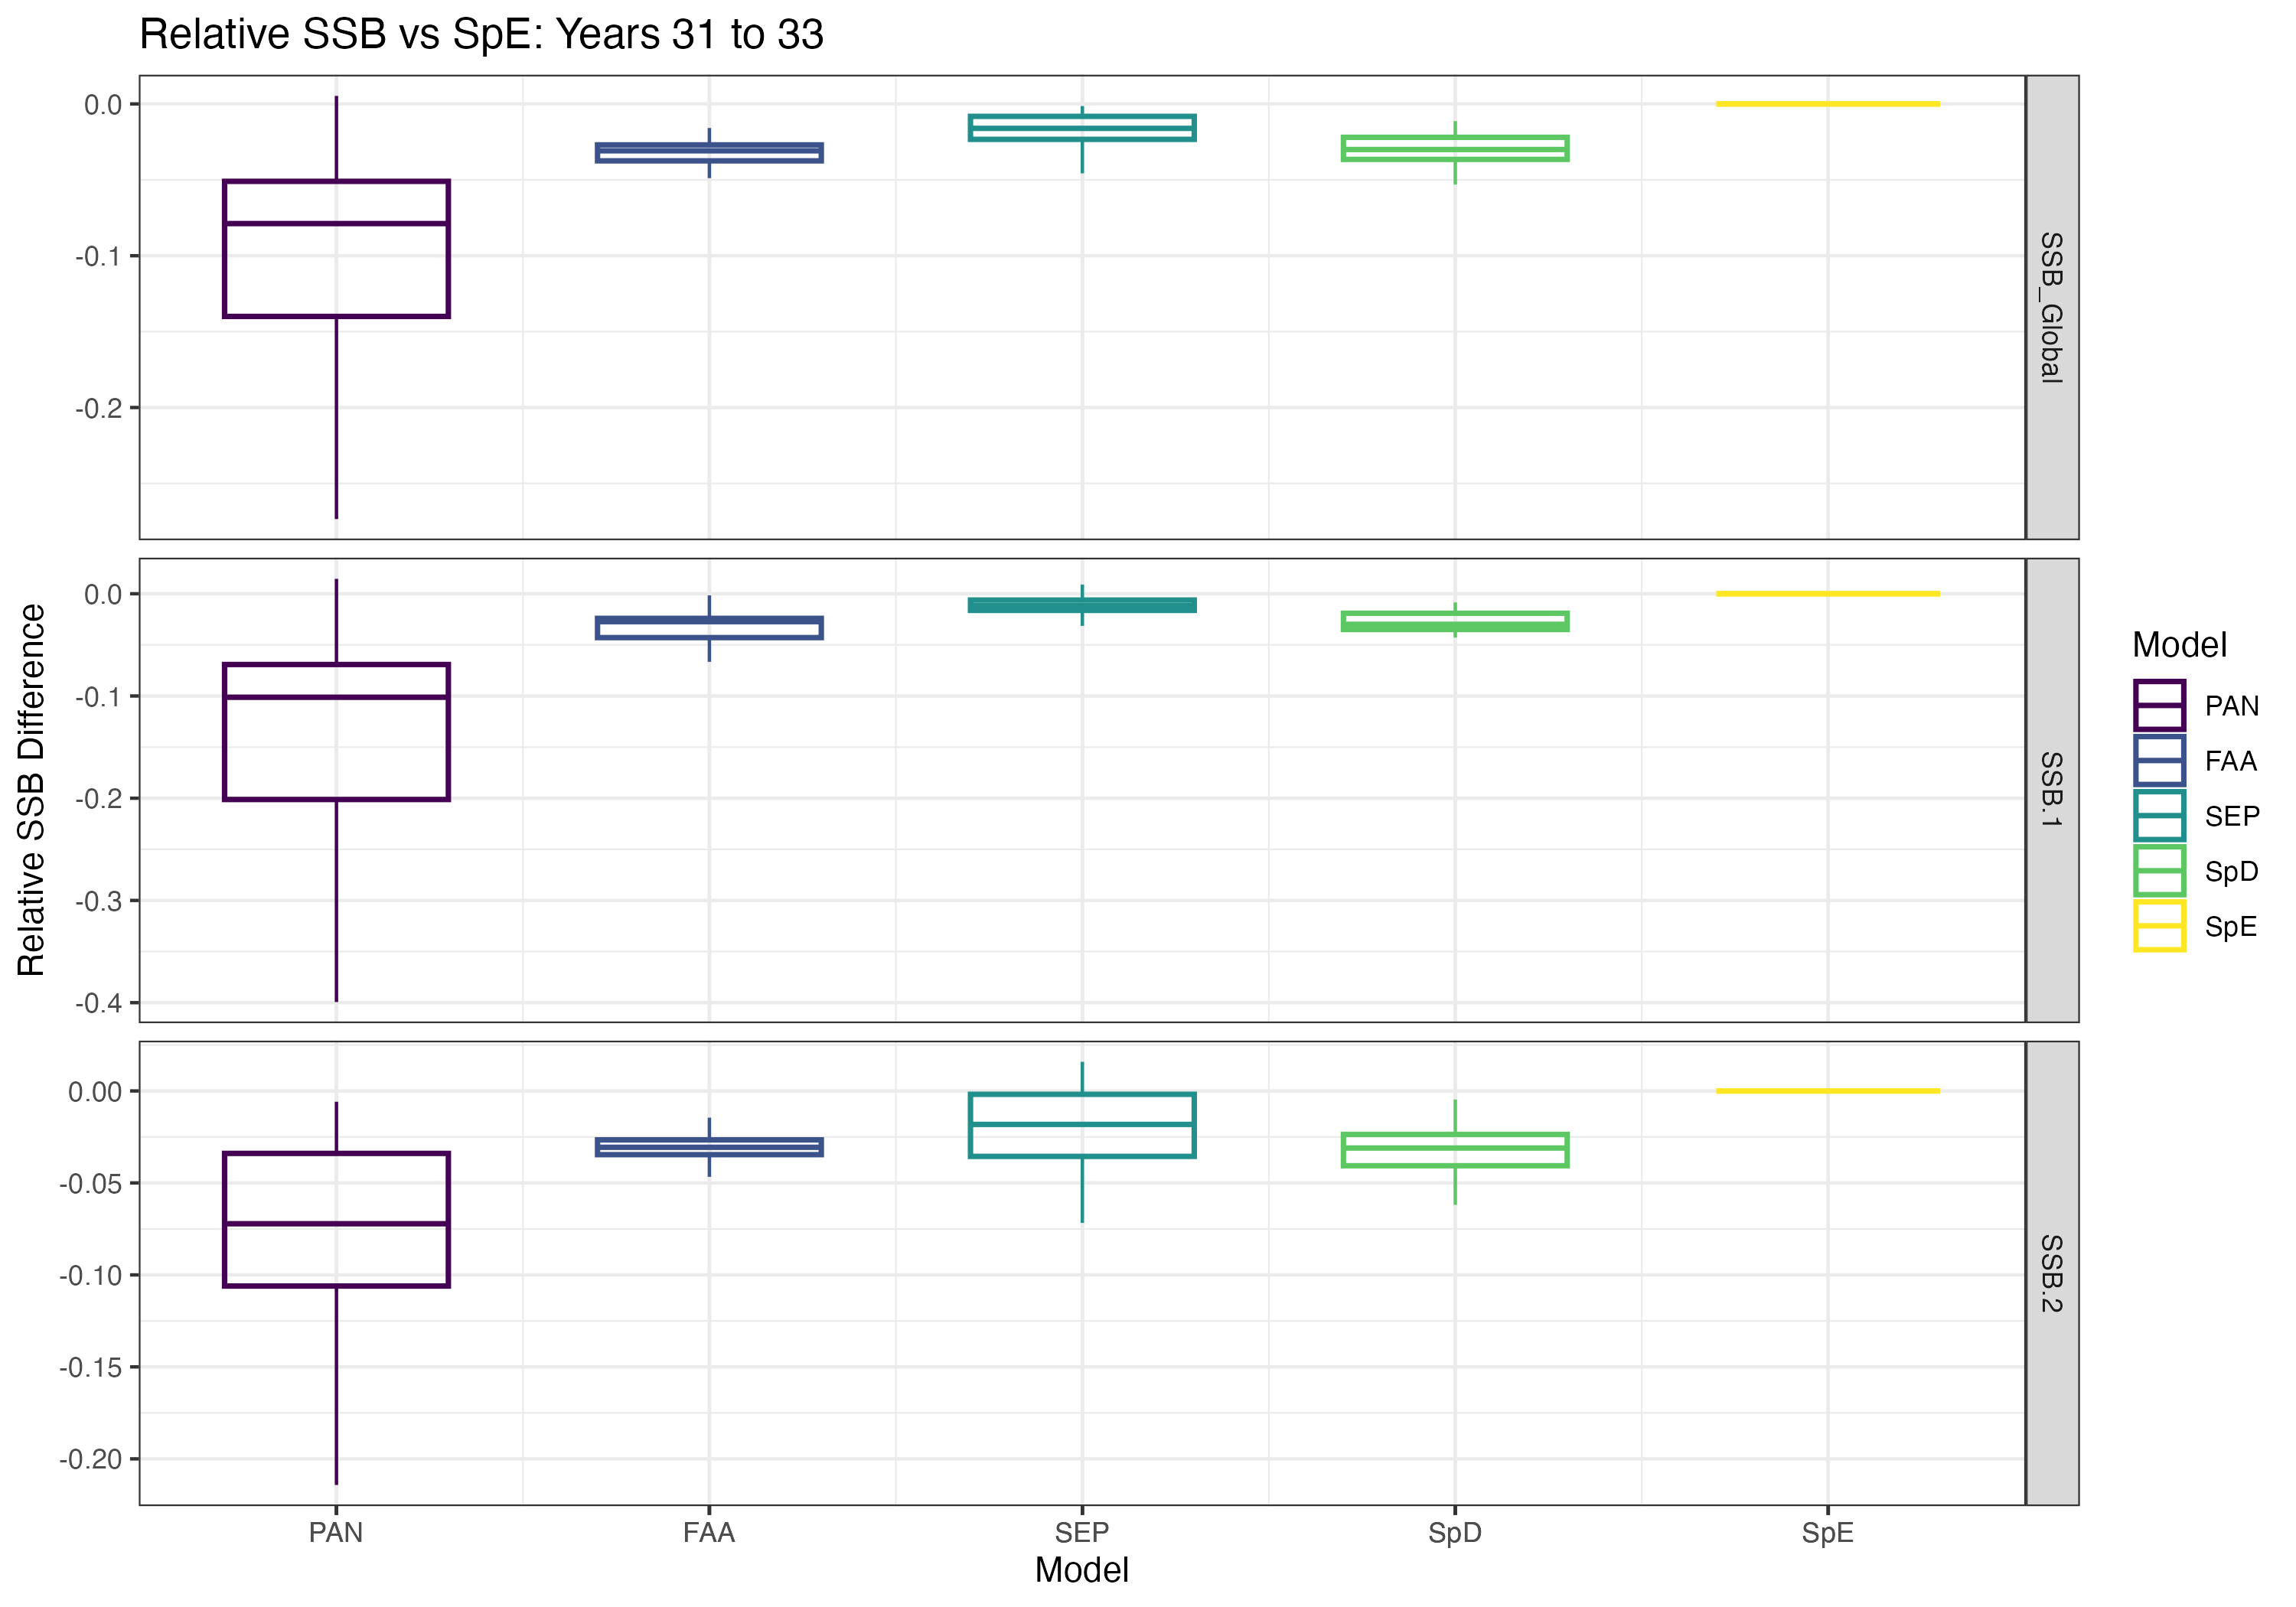 Relative SSB vs SpE: Years 31 to 33
Relative SSB Difference
0.0
-0.1
-0.2
SSB_Global
0.0
-0.1
-0.2
-0.3
-0.4
SSB.1
0.00
-0.05
-0.10
-0.15
-0.20
SSB.2
PAN FAA SEP SpD SpE
Model
Model
PAN
FAA
SEP
SpD
SpE